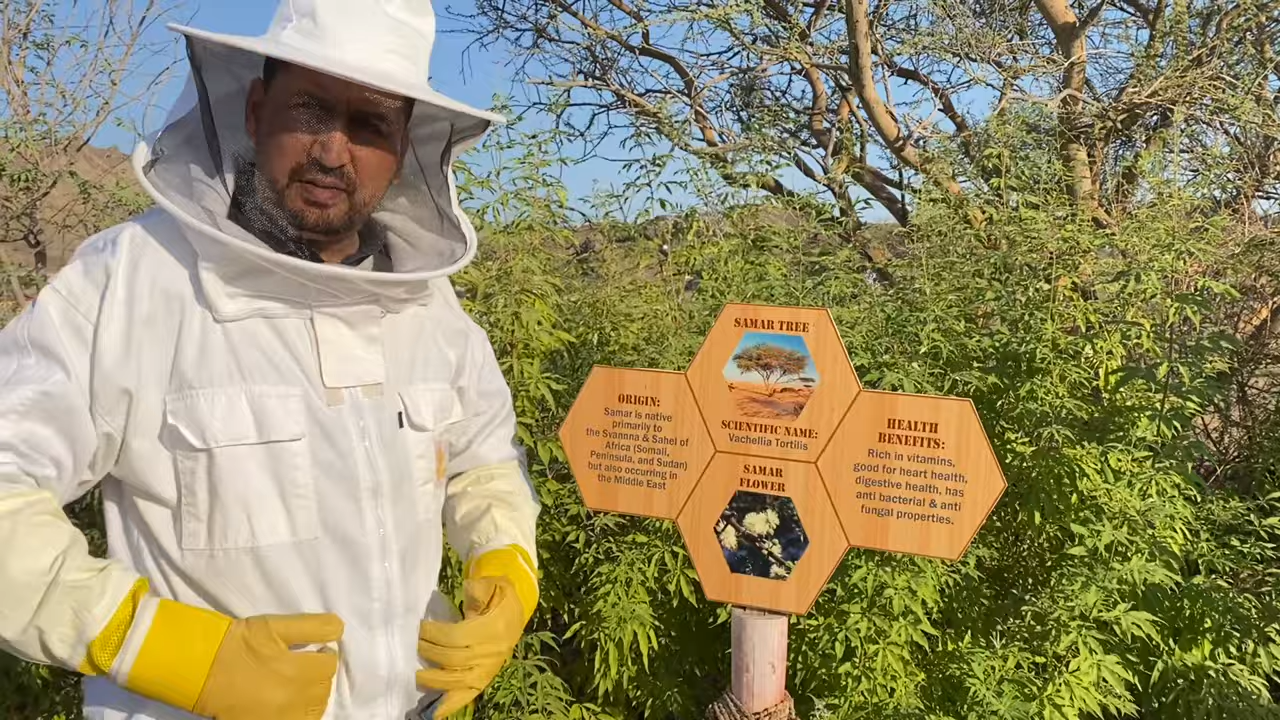 SAMAR TREE
SCIENTIFIC NAME:
Vachellia Tortilis
ORIGIN:
Samar is native
primarily to
the Syannna & Sahel of
Africa (Somali,
Peninsula, and Sudan)
but also occurring in
the Middle East
SAMAR
FLOWER
HEALTH
BENEFITS:
Rich in vitamins,
good for heart health,
digestive health, has
anti bacterial & anti
fungal properties.